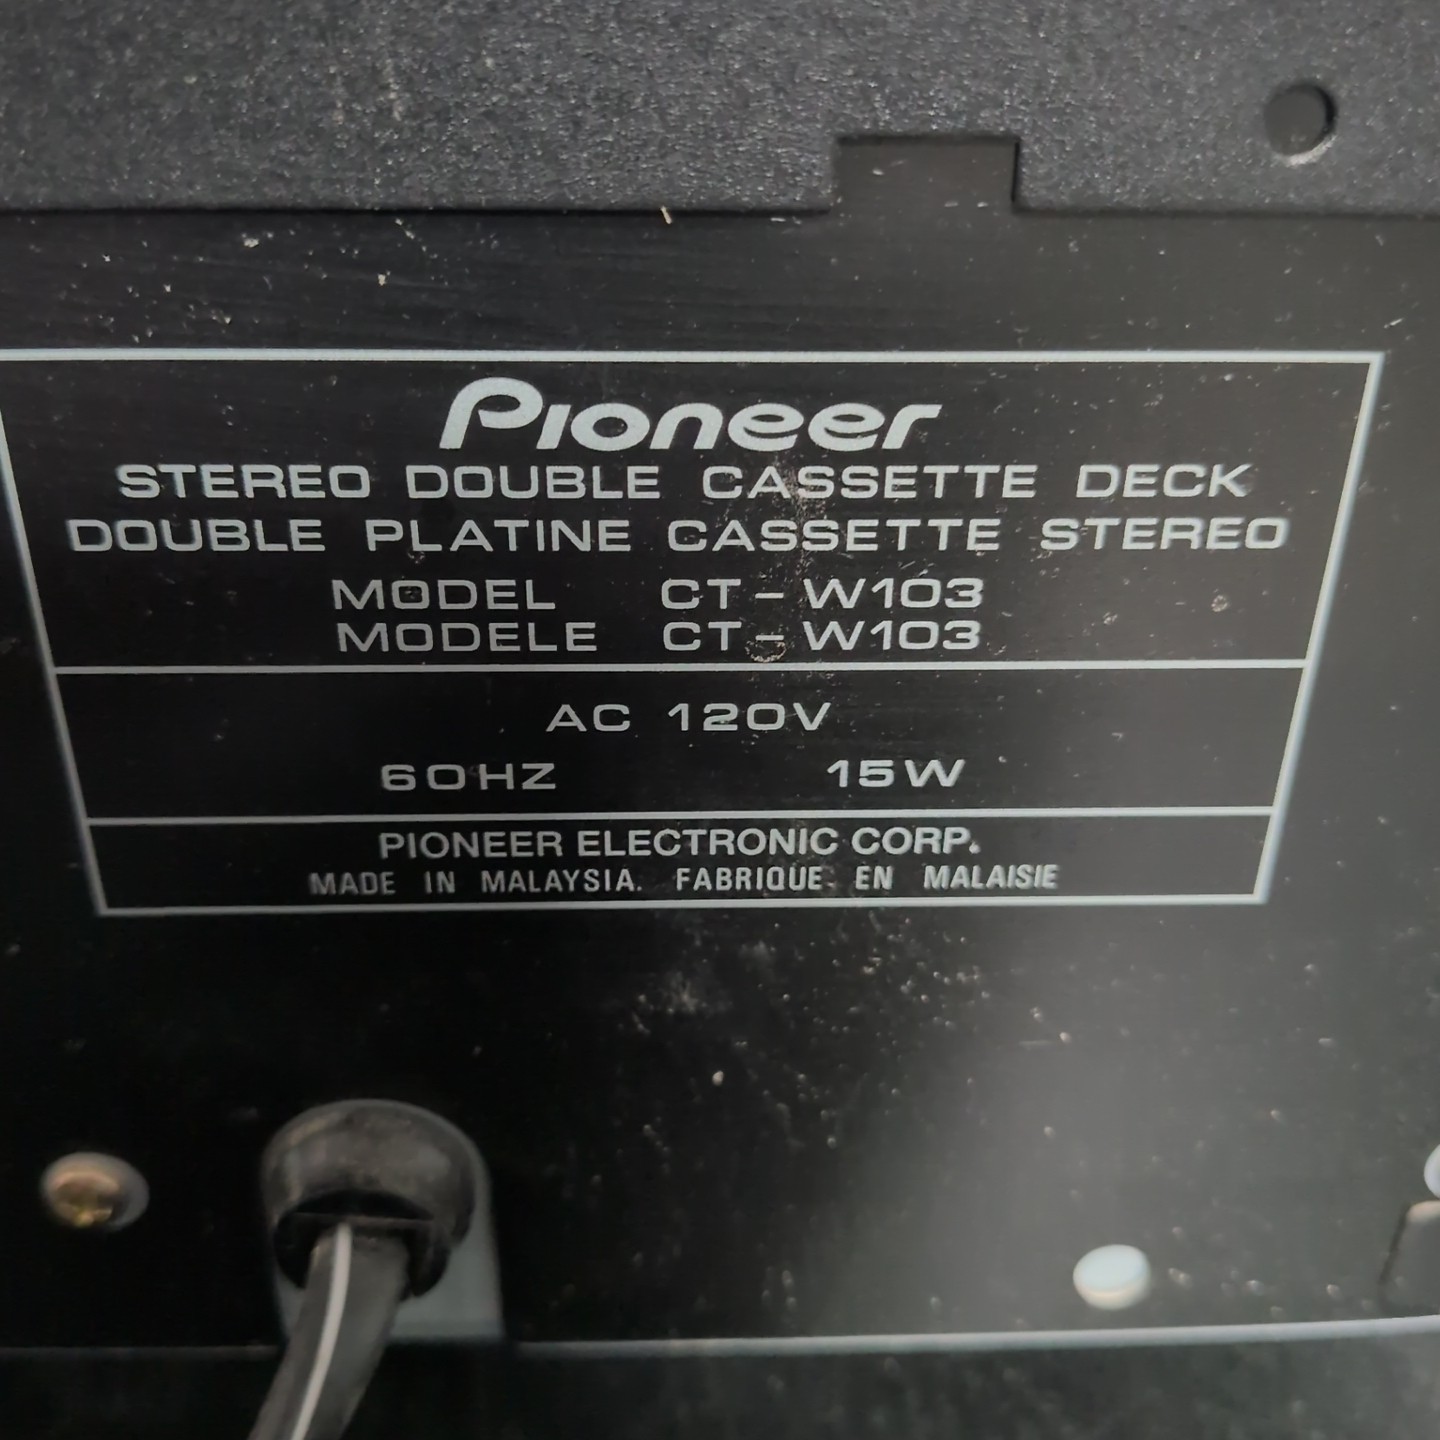 Pioneer
STEREO DOUBLE CASSETTE DECK
DOUBLE PLATINE CASSETTE STEREO
MODEL CT-W103
MODELE CT-W103
AC 120V
60HZ 15W
PIONEER ELECTRONIC CORP.
MADE IN MALAYSIA. FABRIQUE EN MALAISIE